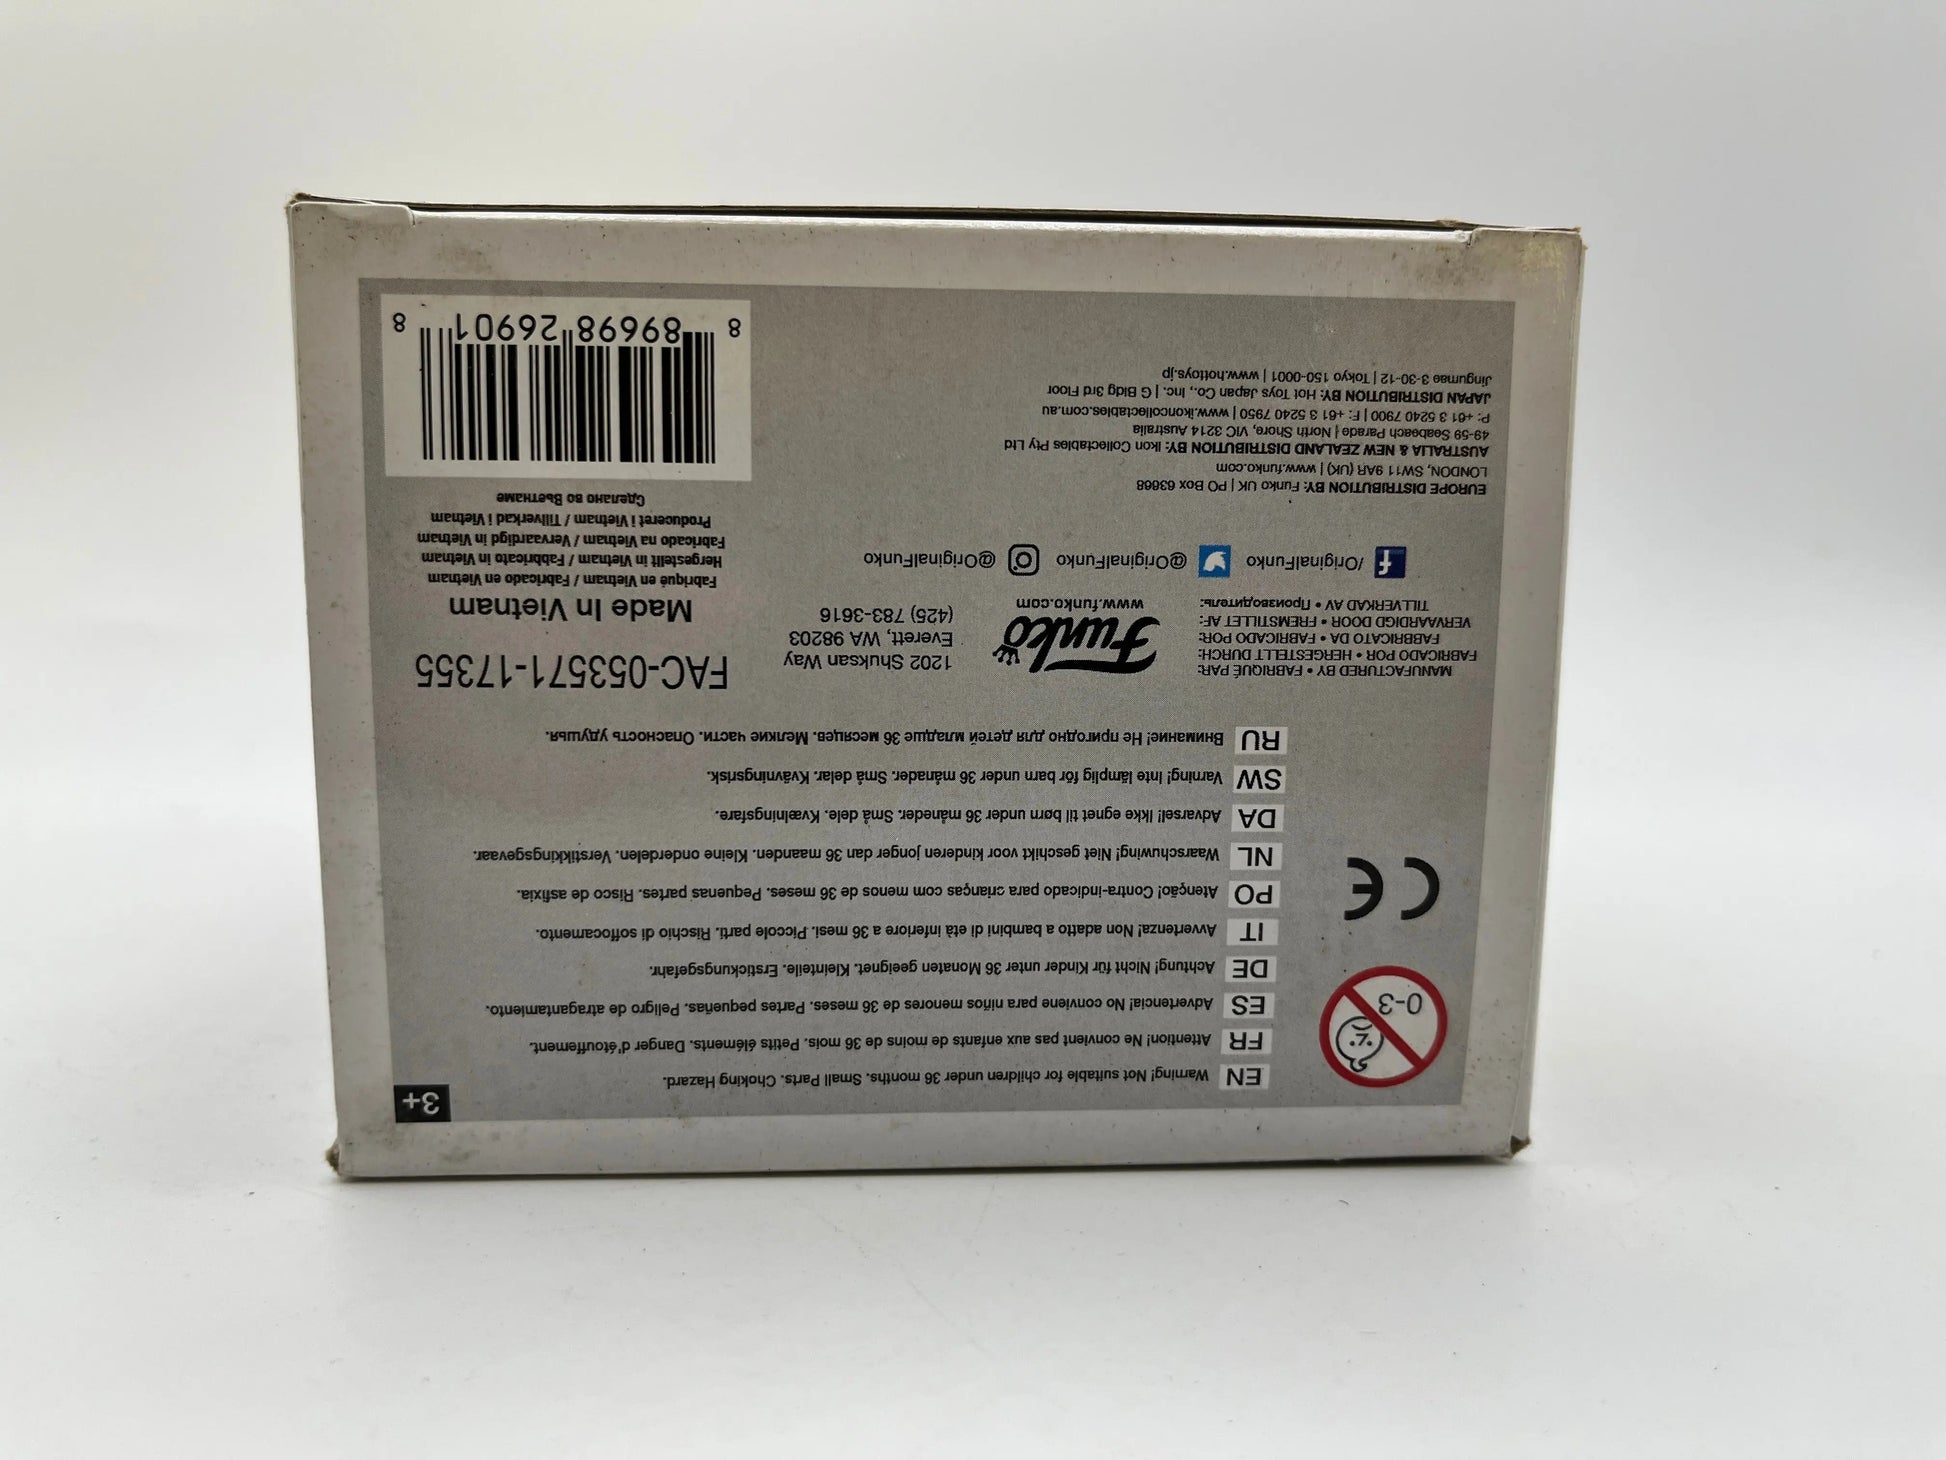 3+
0-3
EN Warning! Not suitable for children under 36 months. Small Parts. Choking Hazard.
FR Attention! Ne convient pas aux enfants de moins de 36 mois. Petits éléments. Danger d'étouffement.
ES Advertencia! No conviene para niños menores de 36 meses. Partes pequeñas. Peligro de atragantamiento.
DE Achtung! Nicht für Kinder unter 36 Monaten geeignet. Kleinteile. Erstickungsgefahr.
IT Avvertenza! Non adatto a bambini di età inferiore a 36 mesi. Piccole parti. Rischio di soffocamento.
PO Atenção! Contra-indicado para crianças com menos de 36 meses. Pequenas partes. Risco de asfixia.
NL Waarschuwing! Niet geschikt voor kinderen jonger dan 36 maanden. Kleine onderdelen. Verstikkingsgevaar.
DA Advarsel! Ikke egnet til børn under 36 måneder. Små dele. Kvælningsfare.
SW Varning! Inte lämplig för barn under 36 månader. Små delar. Kvävningsrisk.
RU Внимание! Не пригодно для детей младше 36 месяцев. Мелкие части. Опасность удушья.
CE
MANUFACTURED BY • FABRIQUÉ PAR:
FABRICADO POR • HERGESTELLT DURCH:
FABBRICATO DA • FABRICADO POR:
VERVAARDIGD DOOR • FREMSTILLET AF:
TILLVERKAD AV • Производитель:
Funko
www.funko.com
1202 Shuksan Way
Everett, WA 98203
(425) 783-3616
/OriginalFunko @OriginalFunko @OriginalFunko
EUROPE DISTRIBUTION BY: Funko UK | PO Box 63668
LONDON, SW11 9AR (UK) | www.funko.com
AUSTRALIA & NEW ZEALAND DISTRIBUTION BY: Ikon Collectables Pty Ltd
49-59 Seabeach Parade | North Shore, VIC 3214 Australia
P: +61 3 5240 7900 | F: +61 3 5240 7950 | www.ikoncollectables.com.au
JAPAN DISTRIBUTION BY: Hot Toys Japan Co., Inc. | G Bldg 3rd Floor
Jingumae 3-30-12 | Tokyo 150-0001 | www.hottoys.jp
FAC-053571-17355
Made In Vietnam
Fabriqué en Vietnam / Fabricado en Vietnam
Hergestellt in Vietnam / Fabbricato in Vietnam
Fabricado na Vietnam / Vervaardigd in Vietnam
Produceret i Vietnam / Tillverkad i Vietnam
Сделано во Вьетнаме
8 89698 26901 8